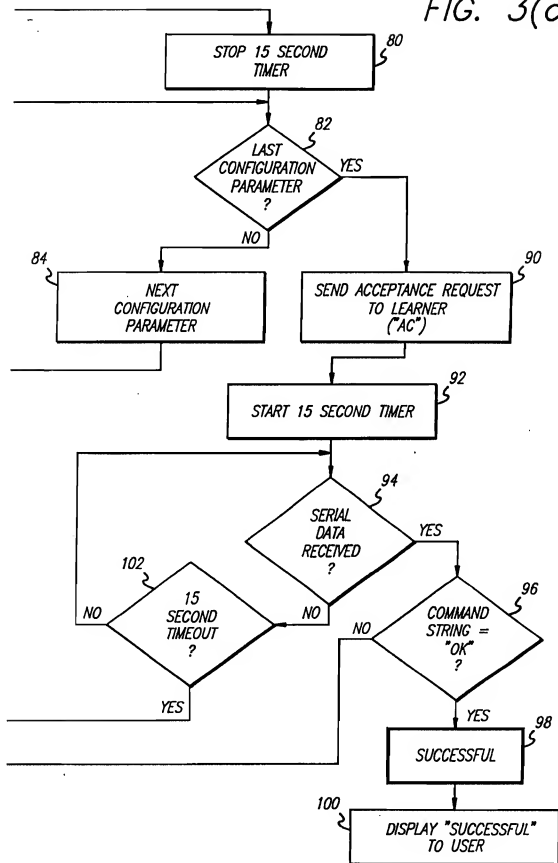 FIG. 3(
80
STOP 15 SECOND
TIMER
82
LAST
CONFIGURATION
PARAMETER
?
YES
NO
84
NEXT
CONFIGURATION
PARAMETER
90
SEND ACCEPTANCE REQUEST
TO LEARNER
("AC")
92
START 15 SECOND TIMER
94
SERIAL
DATA
RECEIVED
?
YES
NO
102
15
SECOND
TIMEOUT
?
NO
YES
96
COMMAND
STRING =
"OK"
?
NO
YES
98
SUCCESSFUL
100
DISPLAY "SUCCESSFUL"
TO USER